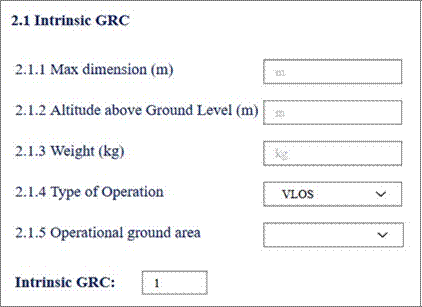 2.1 Intrinsic GRC
2.1.1 Max dimension (m) m
2.1.2 Altitude above Ground Level (m) m
2.1.3 Weight (kg) kg
2.1.4 Type of Operation VLOS
2.1.5 Operational ground area
Intrinsic GRC: 1